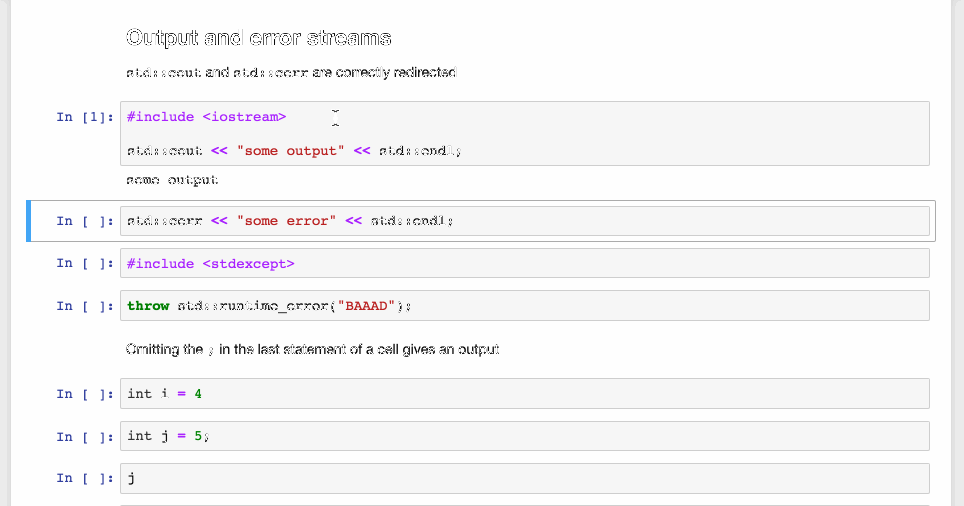 Output and error streams
std::cout and std::cerr are correctly redirected
In [1]: #include <iostream>
std::cout << "some output" << std::endl;
some output
In [ ]: std::cerr << "some error" << std::endl;
In [ ]: #include <stdexcept>
In [ ]: throw std::runtime_error("BAAAD");
Omitting the ; in the last statement of a cell gives an output
In [ ]: int i = 4
In [ ]: int j = 5;
In [ ]: j